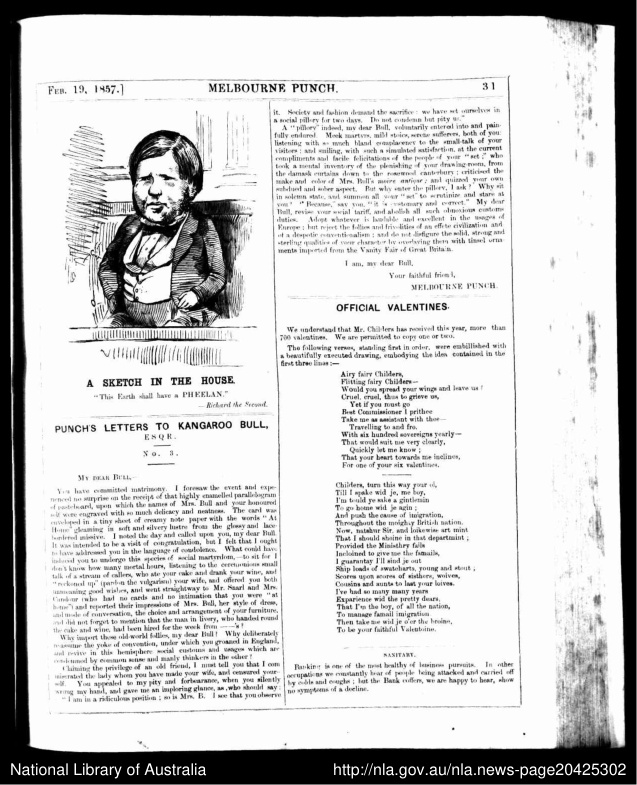 FEB. 19, 1857.]
MELBOURNE PUNCH.
31
A SKETCH IN THE HOUSE.
"This Earth shall have a PHEELAN."
—Richard the Second.
PUNCH'S LETTERS TO KANGAROO BULL,
ESQR.
No. 3.
MY DEAR BULL,—
You have committed matrimony. I foresaw the event and expe-
rienced no surprise on the receipt of that highly enamelled parallelogram
of pasteboard, upon which the names of Mrs. Bull and your honoured
self were engraved with so much delicacy and neatness. The card was
enveloped in a tiny sheet of creamy note paper with the words "At
Home" gleaming in soft and silvery lustre from the glossy and lace
bordered missive. I noted the day and called upon you, my dear Bull.
It was intended to be a visit of congratulation, but I felt that I ought
to have addressed you in the language of condolence. What could have
induced you to undergo this species of social martyrdom,—to sit for I
don't know how many mortal hours, listening to the ceremonious small
talk of a stream of callers, who ate your cake and drank your wine, and
"reckoned up" (pardon the vulgarism) your wife, and offered you both
unmeaning good wishes, and went straightway to Mr. Snarl and Mrs.
Candour (who had no cards and no intimation that you were "at
home") and reported their impressions of Mrs. Bull, her style of dress,
and mode of conversation, the choice and arrangement of your furniture,
and did not forget to mention that the man in livery, who handed round
the cake and wine, had been hired for the week from ——'s!
Why import these old-world follies, my dear Bull? Why deliberately
re-assume the yoke of convention, under which you groaned in England,
and revive in this hemisphere social customs and usages which are
condemned by common sense and manly thinkers in the other?
Claiming the privilege of an old friend, I must tell you that I com-
miserated the lady whom you have made your wife, and censured your-
self. You appealed to my pity and forbearance, when you silently
wrung my hand, and gave me an imploring glance, as who should say;
"I am in a ridiculous position; so is Mrs. B. I see that you observe
it. Society and fashion demand the sacrifice: we have set ourselves in
a social pillory for two days. Do not condemn but pity us."
A "pillory" indeed, my dear Bull, voluntarily entered into and pain-
fully endured. Meek martyrs, mild stoics, serene sufferers, both of you:
listening with so much bland complacency to the small-talk of your
visitors; and smiling, with such a simulated satisfaction, at the current
compliments and facile felicitations of the people of your "set;" who
took a mental inventory of the plenishing of your drawing-room, from
the damask curtains down to the rosewood canterbury; criticised the
make and color of Mrs. Bull's moire antique; and quizzed your own
subdued and sober aspect. But why enter the pillory, I ask? Why sit
in solemn state, and summon all your "set" to scrutinize and stare at
you? "Because," say you, "it is customary and correct." My dear
Bull, revise your social tariff, and abolish all such obnoxious customs
duties. Adopt whatever is laudable and excellent in the usages of
Europe; but reject the follies and frivolities of an effete civilization and
of a despotic conventionalism; and do not disfigure the solid, strong and
sterling qualities of your character by overlaying them with tinsel orna-
ments imported from the Vanity Fair of Great Britain.
I am, my dear Bull,
Your faithful friend,
MELBOURNE PUNCH.
OFFICIAL VALENTINES.
We understand that Mr. Childers has received this year, more than
700 valentines. We are permitted to copy one or two.
The following verses, standing first in order, were embillished with
a beautifully executed drawing, embodying the idea contained in the
first three lines:—
Airy fairy Childers,
Flitting fairy Childers—
Would you spread your wings and leave us?
Cruel, cruel, thus to grieve us,
Yet if you must go
Best Commissioner I prithee
Take me as assistant with thee—
Travelling to and fro.
With six hundred sovereigns yearly—
That would suit me very clearly,
Quickly let me know;
That your heart towards me inclines,
For one of your six valentines.
Childers, turn this way your oi,
Till I spake wid je, me boy,
I'm tould ye sake a gintlemin
To go home wid je agin;
And push the cause of imigration,
Throughout the moighty British nation.
Now, natshur Sir, and loikewise art mint
That I should shoine in that departmint;
Provided the Ministhry fails
Incloined to give me the famails,
I guarantay I'll sind je out
Ship loads of swatcharts, young and stout;
Scores upon scores of sisthers, wolves,
Cousins and aunts to last your loives.
I've had so many many years
Experience wid the pretty dears,
That I'm the boy, of all the nation,
To manage famail imigration
Then take me wid je o'er the broine,
To be your faithful Valentoine.
SANITARY.
Banking is one of the most healthy of business pursuits. In other
occupations we constantly hear of people being attacked and carried off
by colds and coughs; but the Bank coffers, we are happy to hear, show
no symptoms of a decline.
National Library of Australia
http://nla.gov.au/nla.news-page20425302